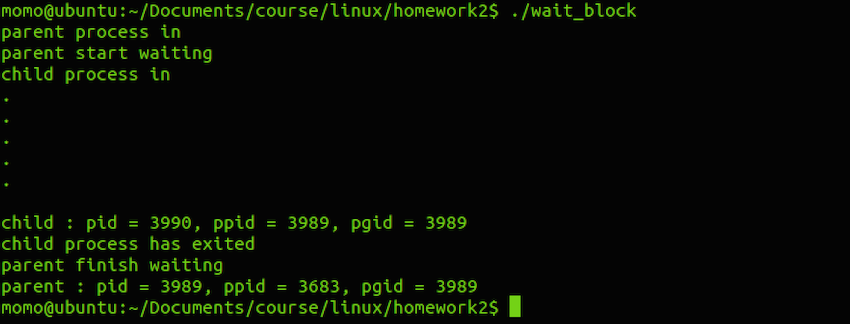 momo@ubuntu:~/Documents/course/linux/homework2$ ./wait_block
parent process in
parent start waiting
child process in
.
.
.
.
.
child : pid = 3990, ppid = 3989, pgid = 3989
child process has exited
parent finish waiting
parent : pid = 3989, ppid = 3683, pgid = 3989
momo@ubuntu:~/Documents/course/linux/homework2$